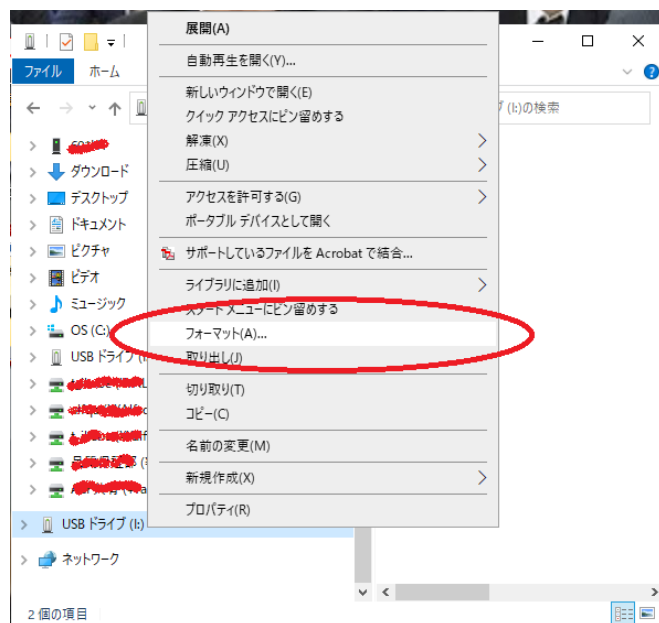 展開(A)
自動再生を開く(Y)...
新しいウィンドウで開く(E)
クイック アクセスにピン留めする
解凍(X)
圧縮(U)
アクセスを許可する(G)
ポータブル デバイスとして開く
サポートしているファイルを Acrobat で結合...
ライブラリに追加(I)
スタート メニューにピン留めする
フォーマット(A)...
取り出し(J)
切り取り(T)
コピー(C)
名前の変更(M)
新規作成(X)
プロパティ(R)
ファイル
ホーム
(I:)の検索
ダウンロード
デスクトップ
ドキュメント
ピクチャ
ビデオ
ミュージック
OS (C:)
USB ドライブ
USB ドライブ (I:)
ネットワーク
2 個の項目